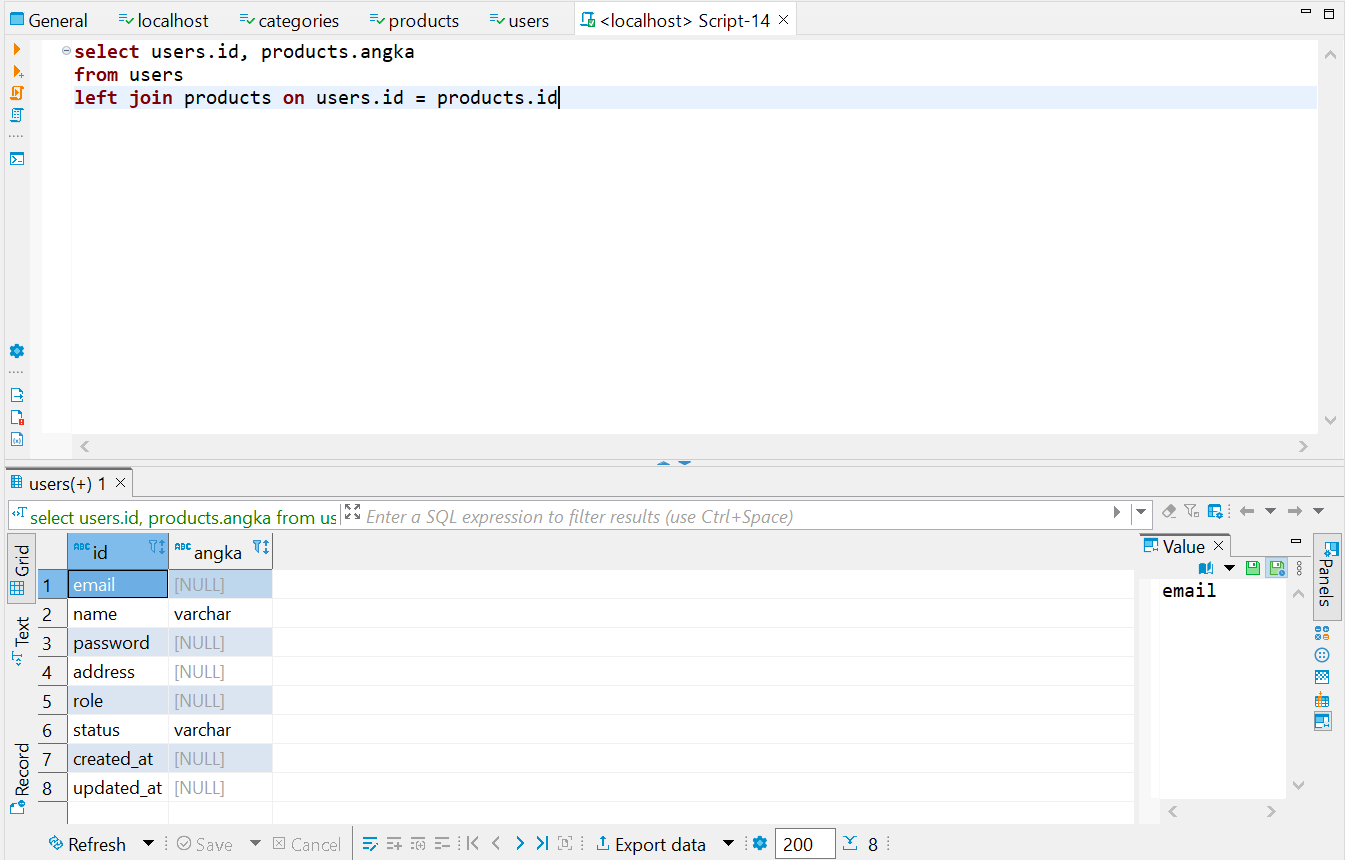 General localhost categories products users <localhost> Script-14
select users.id, products.angka
from users
left join products on users.id = products.id
users(+) 1
select users.id, products.angka from us Enter a SQL expression to filter results (use Ctrl+Space)
Grid
Text
Record
ABC id ABC angka
1 email [NULL]
2 name varchar
3 password [NULL]
4 address [NULL]
5 role [NULL]
6 status varchar
7 created_at [NULL]
8 updated_at [NULL]
Value
email
Panels
Refresh Save Cancel Export data 200 8